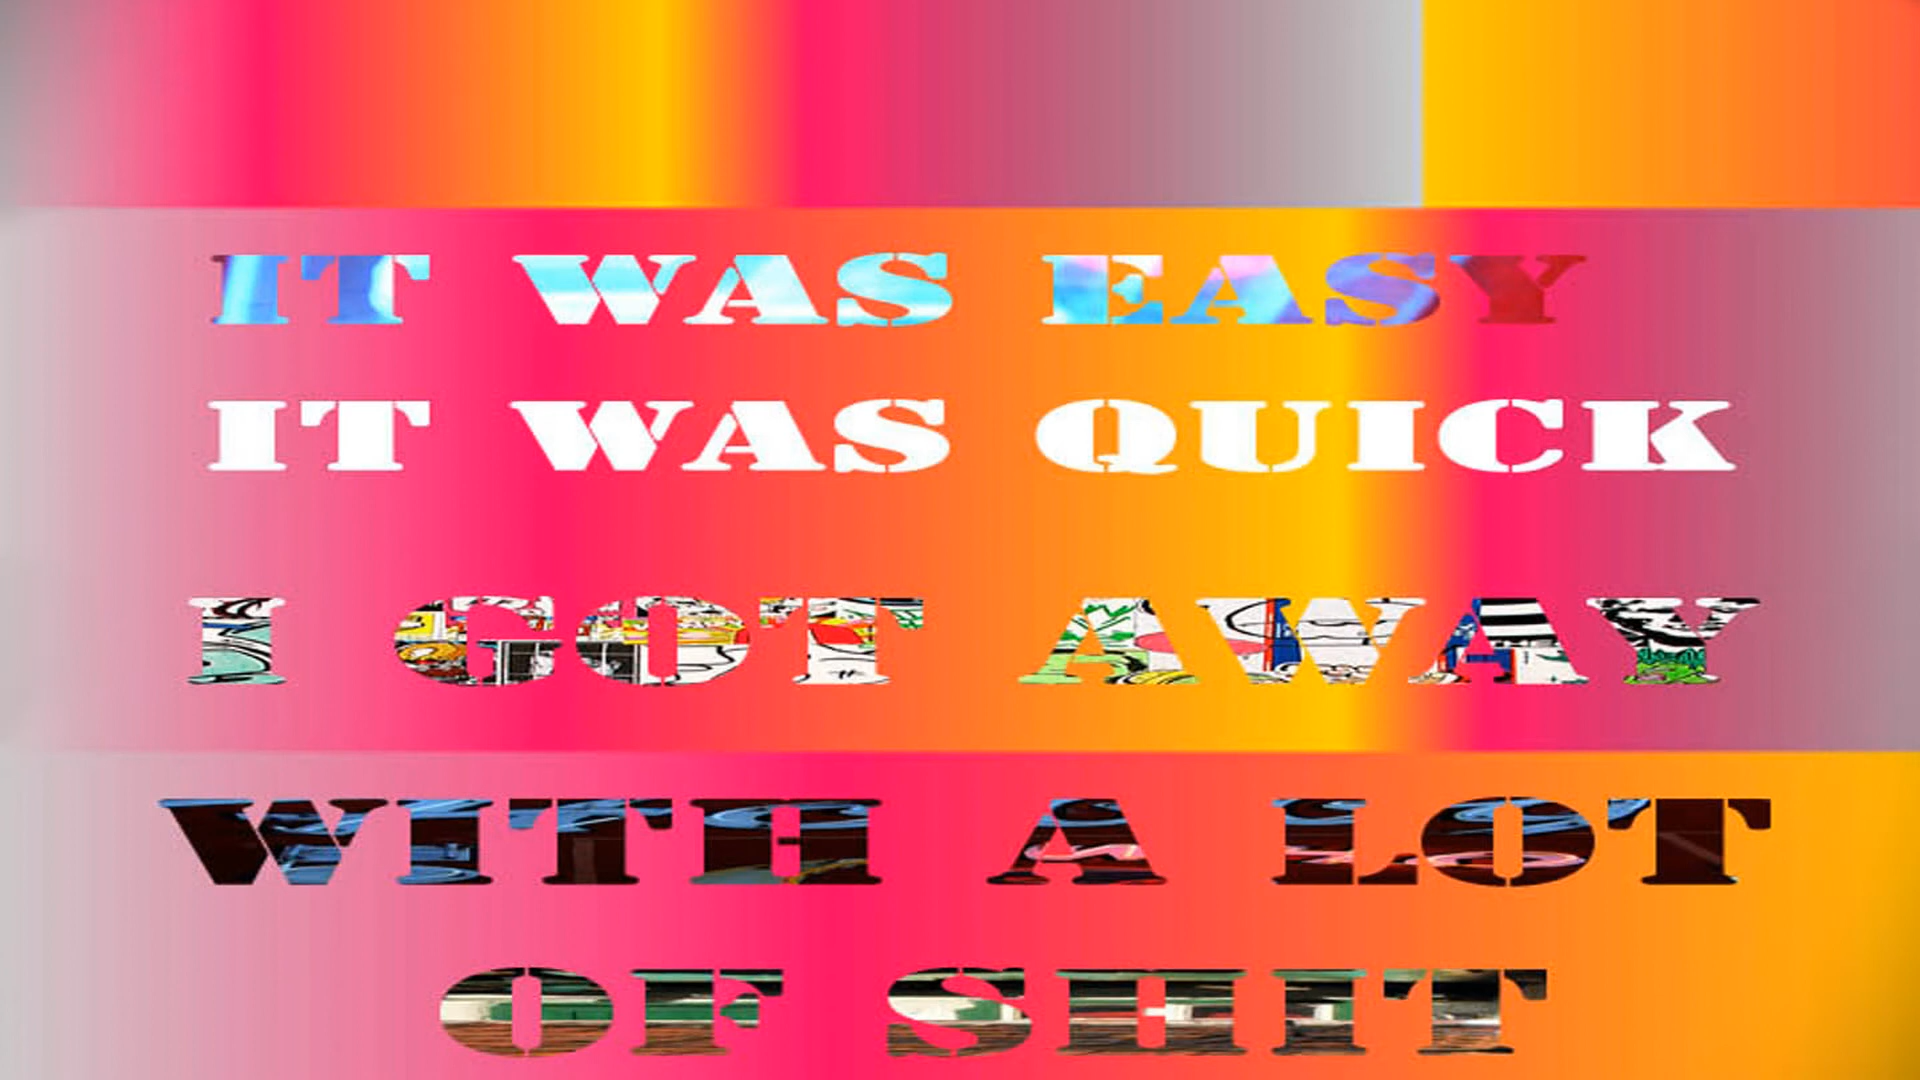 IT WAS EASY
IT WAS QUICK
I GOT AWAY
WITH A LOT
OF SHIT